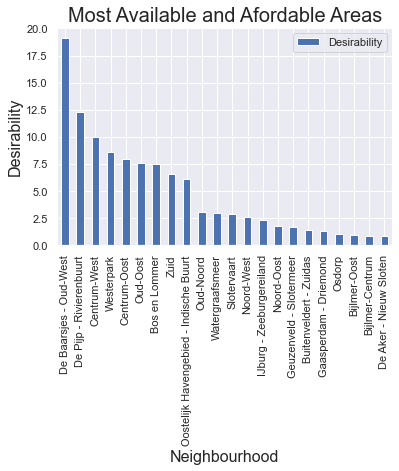 Most Available and Afordable Areas
Desirability
20.0
17.5
15.0
12.5
10.0
7.5
5.0
2.5
0.0
Desirability
De Baarsjes - Oud-West
De Pijp - Rivierenbuurt
Centrum-West
Westerpark
Centrum-Oost
Oud-Oost
Bos en Lommer
Zuid
Oostelijk Havengebied - Indische Buurt
Oud-Noord
Watergraafsmeer
Slotervaart
Noord-West
IJburg - Zeeburgereiland
Noord-Oost
Geuzenveld - Slotermeer
Buitenveldert - Zuidas
Gaasperdam - Driemond
Osdorp
Bijlmer-Oost
Bijlmer-Centrum
De Aker - Nieuw Sloten
Neighbourhood